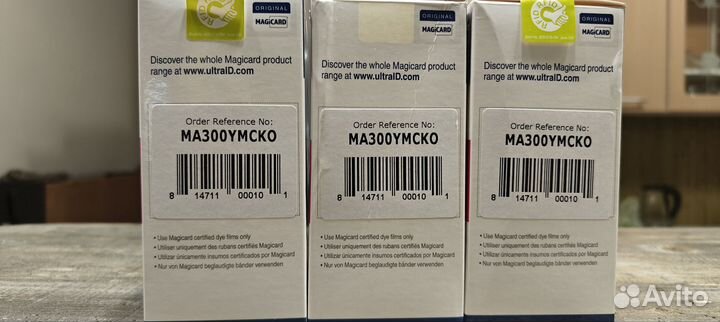 RFID
ORIGINAL
MAGiCARD
Discover the whole Magicard product
range at www.ultraID.com
Order Reference No:
MA300YMCKO
8 14711 00010 1
• Use Magicard certified dye films only
• Utiliser uniquement des rubans certifiés Magicard
• Utilizar únicamente insumos certificados por Magicard
• Nur von Magicard beglaudigte bänder verwenden
ORIGINAL
MAGiCARD
Discover the whole Magicard product
range at www.ultraID.com
Order Reference No:
MA300YMCKO
8 14711 00010 1
• Use Magicard certified dye films only
• Utiliser uniquement des rubans certifiés Magicard
• Utilizar únicamente insumos certificados por Magicard
• Nur von Magicard beglaudigte bänder verwenden
RFID
ORIGINAL
MAGiCARD
Discover the whole Magicard product
range at www.ultraID.com
Order Reference No:
MA300YMCKO
8 14711 00010 1
• Use Magicard certified dye films only
• Utiliser uniquement des rubans certifiés Magicard
• Utilizar únicamente insumos certificados por Magicard
• Nur von Magicard beglaudigte bänder verwenden
Avito